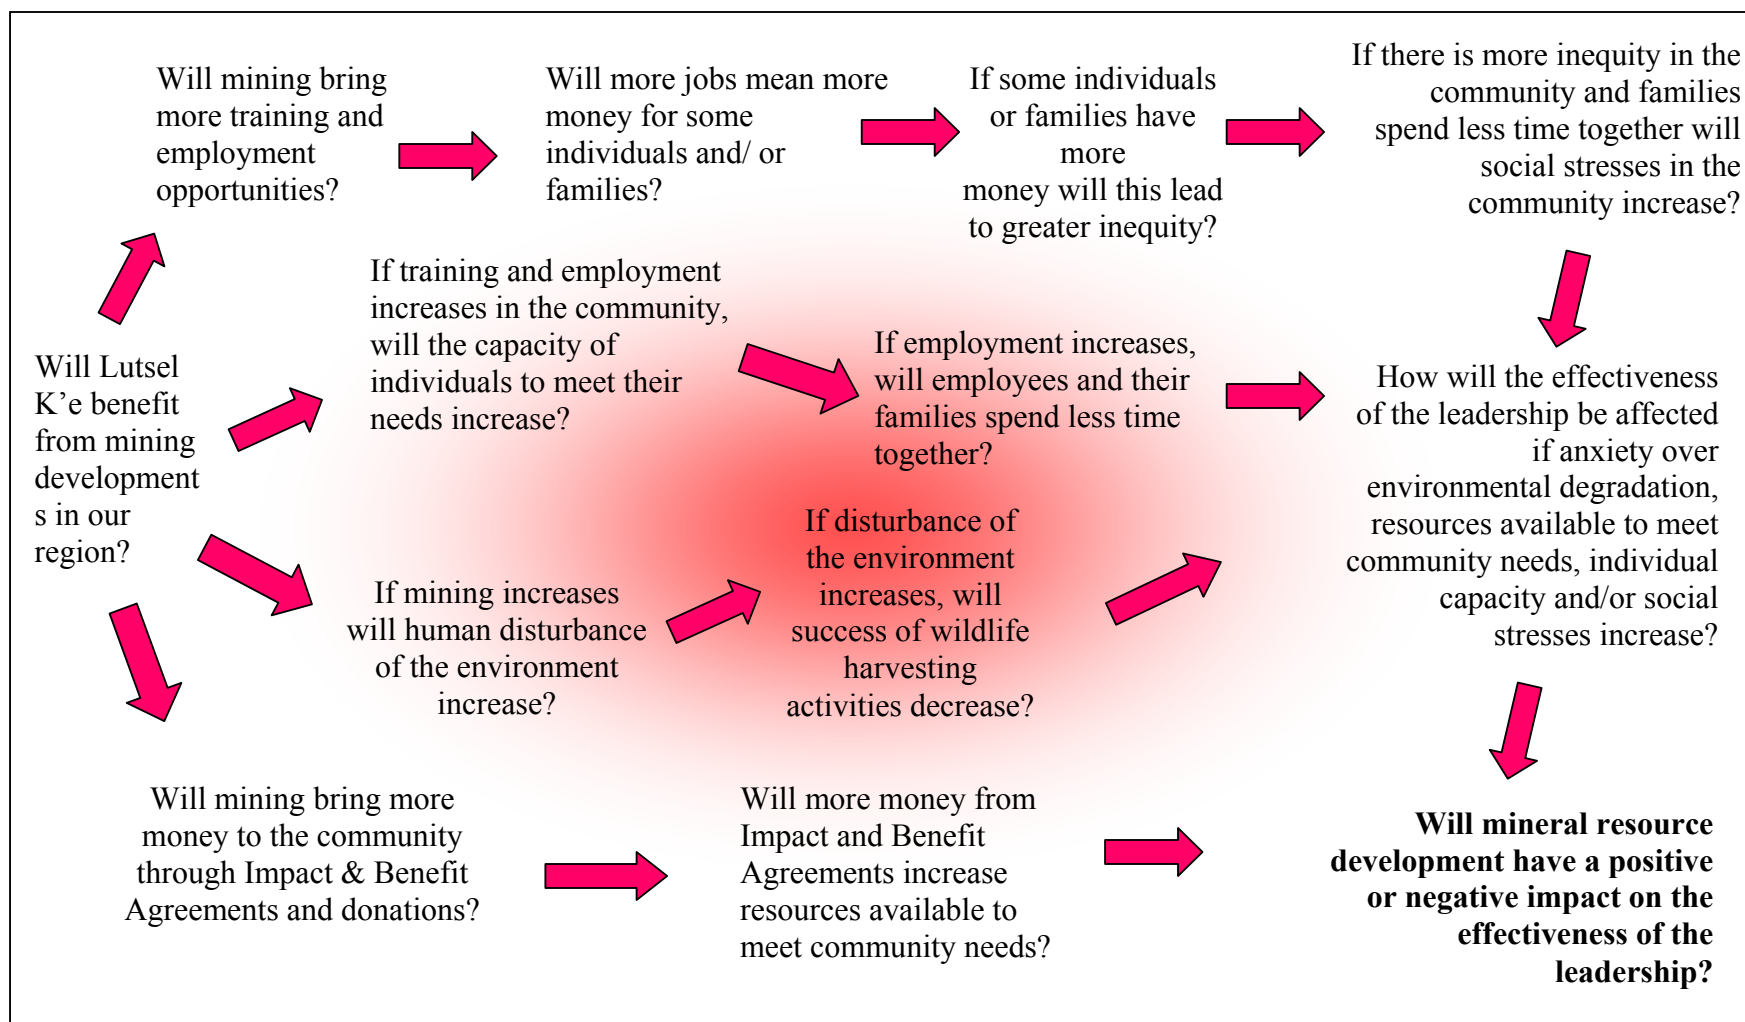 Will mining bring
more training and
employment
opportunities?
Will more jobs mean more
money for some
individuals and/ or
families?
If some individuals
or families have
more
money will this lead
to greater inequity?
If there is more inequity in the
community and families
spend less time together will
social stresses in the
community increase?
Will Lutsel
K’e benefit
from mining
development
s in our
region?
If training and employment
increases in the community,
will the capacity of
individuals to meet their
needs increase?
If employment increases,
will employees and their
families spend less time
together?
How will the effectiveness
of the leadership be affected
if anxiety over
environmental degradation,
resources available to meet
community needs, individual
capacity and/or social
stresses increase?
If mining increases
will human disturbance
of the environment
increase?
If disturbance of
the environment
increases, will
success of wildlife
harvesting
activities decrease?
Will mining bring more
money to the community
through Impact & Benefit
Agreements and donations?
Will more money from
Impact and Benefit
Agreements increase
resources available to
meet community needs?
Will mineral resource
development have a positive
or negative impact on the
effectiveness of the
leadership?